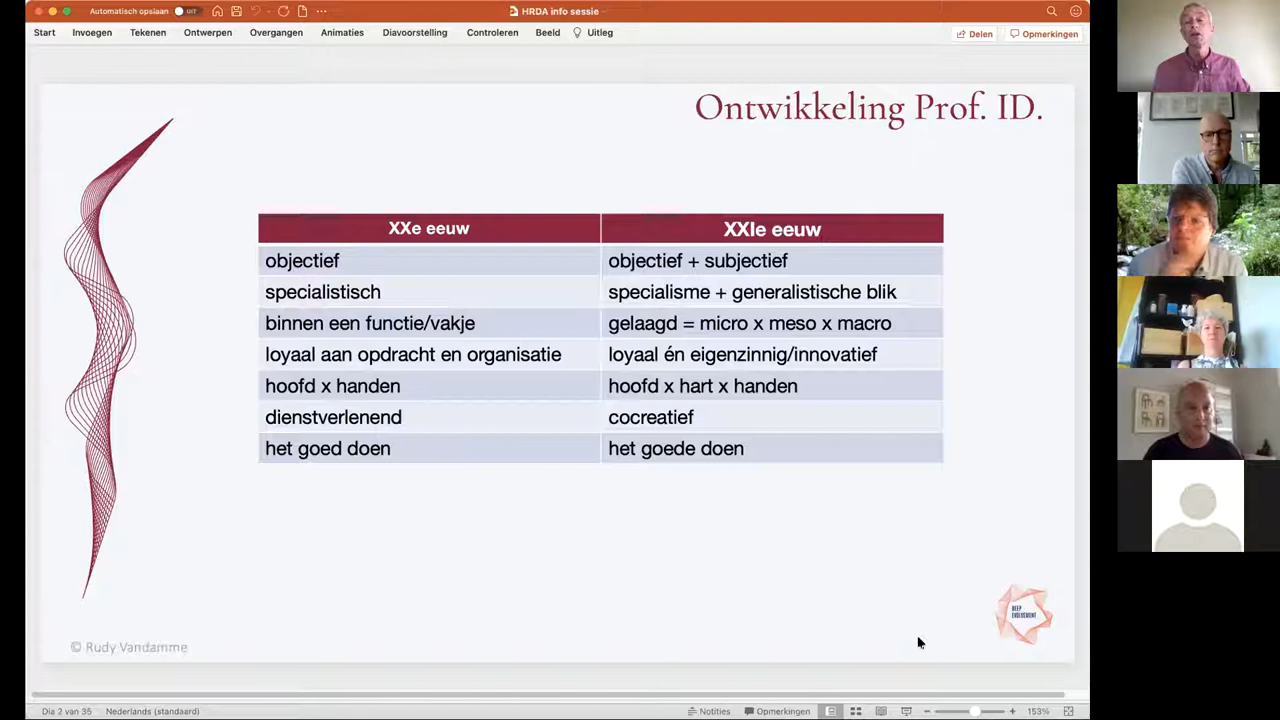 Automatisch opslaan UIT HRDA info sessie
Start Invoegen Tekenen Ontwerpen Overgangen Animaties Diavoorstelling Controleren Beeld Uitleg Delen Opmerkingen
Ontwikkeling Prof. ID.
XXe eeuw XXIe eeuw
objectief objectief + subjectief
specialistisch specialisme + generalistische blik
binnen een functie/vakje gelaagd = micro x meso x macro
loyaal aan opdracht en organisatie loyaal én eigenzinnig/innovatief
hoofd x handen hoofd x hart x handen
dienstverlenend cocreatief
het goed doen het goede doen
DEEP
EVOLVEMENT
© Rudy Vandamme
Dia 2 van 35 Nederlands (standaard) Notities Opmerkingen 153%